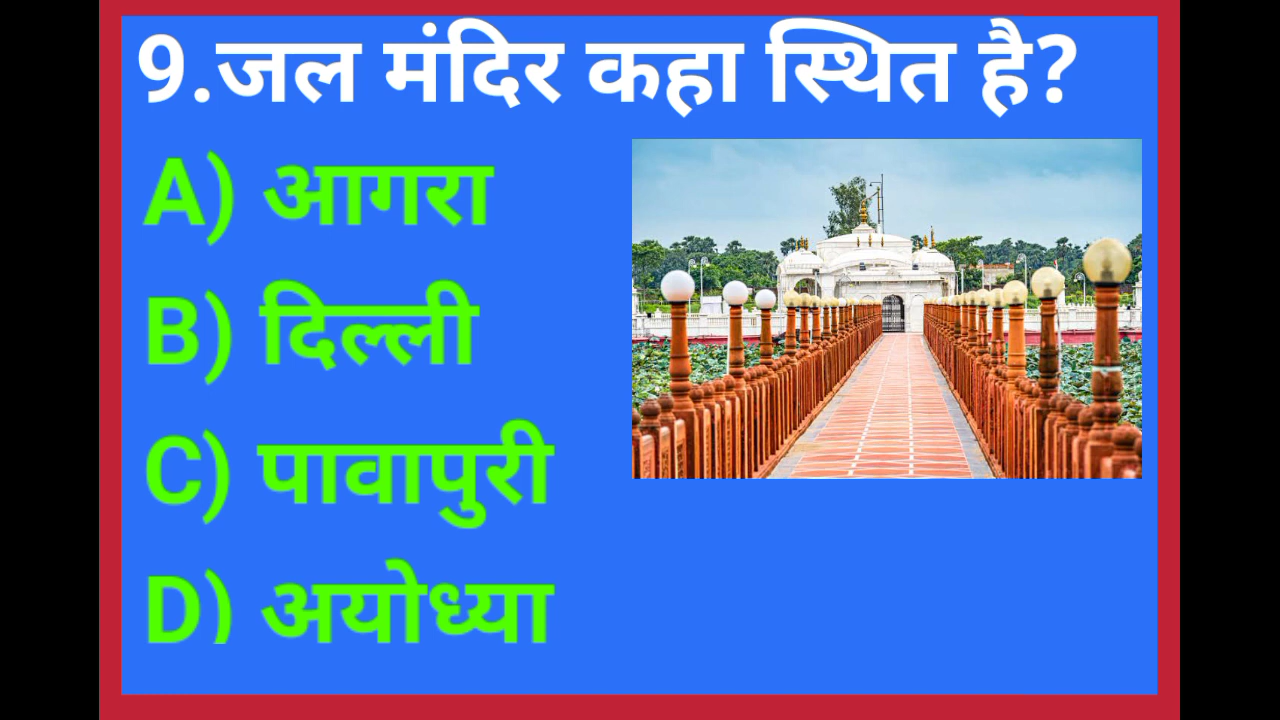 9.जल मंदिर कहा स्थित है?
A) आगरा
B) दिल्ली
C) पावापुरी
D) अयोध्या